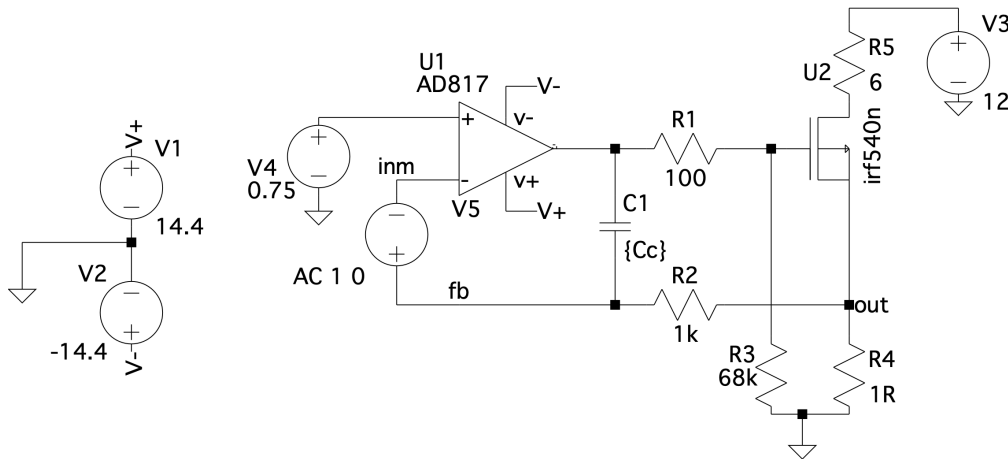 V+
V1
14.4
V2
-14.4
V-
U1
AD817
V-
v-
+
-
v+
V+
V4
0.75
inm
V5
AC 1 0
fb
C1
{Cc}
R1
100
R2
1k
R3
68k
R4
1R
out
U2
irf540n
R5
6
V3
12